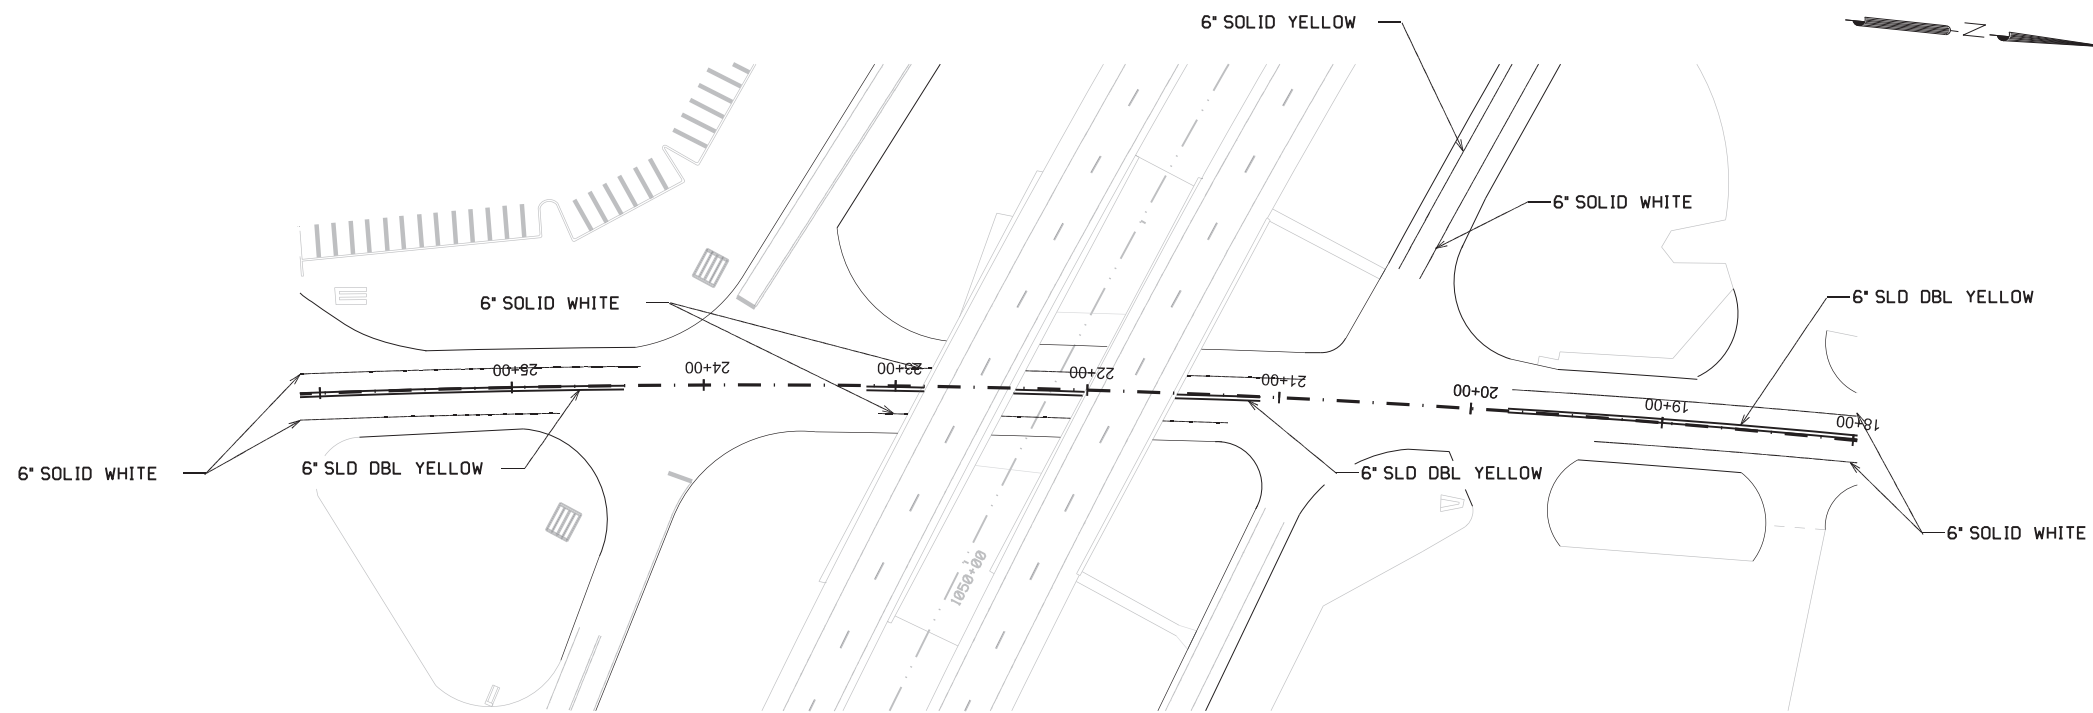 6" SOLID YELLOW
N
6" SOLID WHITE
6" SLD DBL YELLOW
6" SOLID WHITE
25+00
24+00
23+00
22+00
21+00
20+00
19+00
18+00
6" SOLID WHITE
6" SLD DBL YELLOW
6" SLD DBL YELLOW
6" SOLID WHITE
1050+00